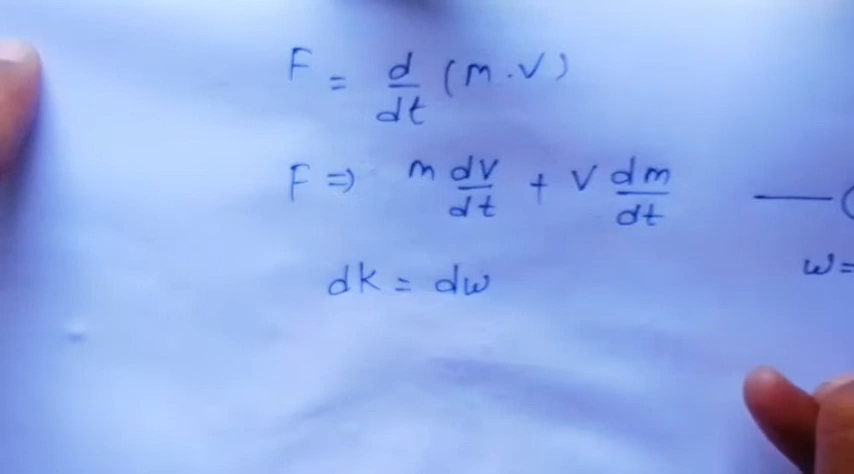 F = d/dt (m.v)
F => m dv/dt + v dm/dt — (
dk = dw
w=